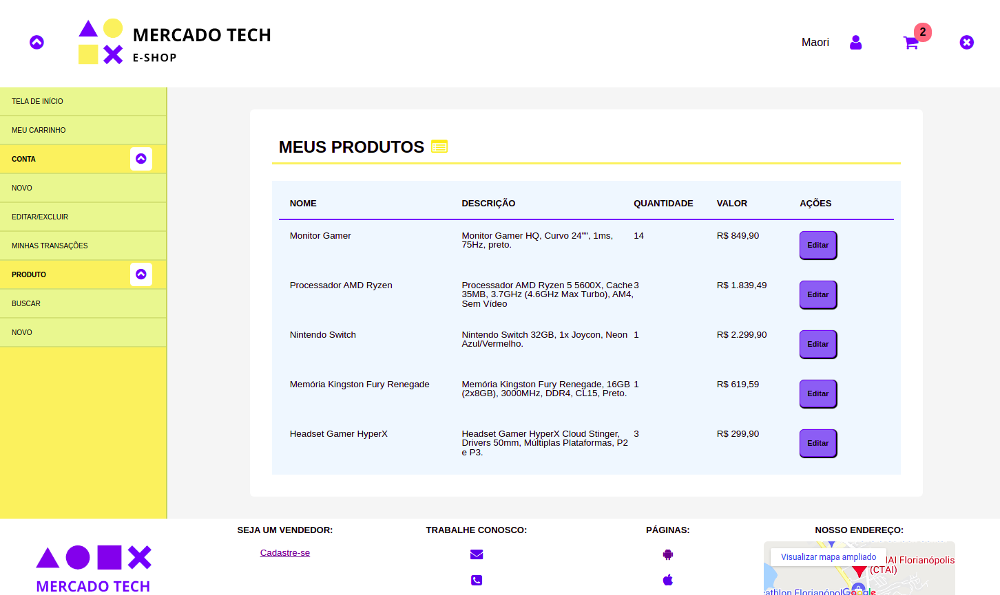 MERCADO TECH
E-SHOP
Maori
2
TELA DE INÍCIO
MEU CARRINHO
CONTA
NOVO
EDITAR/EXCLUIR
MINHAS TRANSAÇÕES
PRODUTO
BUSCAR
NOVO
MEUS PRODUTOS
NOME DESCRIÇÃO QUANTIDADE VALOR AÇÕES
Monitor Gamer Monitor Gamer HQ, Curvo 24"", 1ms, 14 R$ 849,90 Editar
75Hz, preto.
Processador AMD Ryzen Processador AMD Ryzen 5 5600X, Cache 3 R$ 1.839,49 Editar
35MB, 3.7GHz (4.6GHz Max Turbo), AM4,
Sem Vídeo
Nintendo Switch Nintendo Switch 32GB, 1x Joycon, Neon 1 R$ 2.299,90 Editar
Azul/Vermelho.
Memória Kingston Fury Renegade Memória Kingston Fury Renegade, 16GB 1 R$ 619,59 Editar
(2x8GB), 3000MHz, DDR4, CL15, Preto.
Headset Gamer HyperX Headset Gamer HyperX Cloud Stinger, 3 R$ 299,90 Editar
Drivers 50mm, Múltiplas Plataformas, P2
e P3.
MERCADO TECH
SEJA UM VENDEDOR:
Cadastre-se
TRABALHE CONOSCO:
PÁGINAS:
NOSSO ENDEREÇO:
Visualizar mapa ampliado
IAI Florianópolis
(CTAI)
cathlon Florianópol
Google